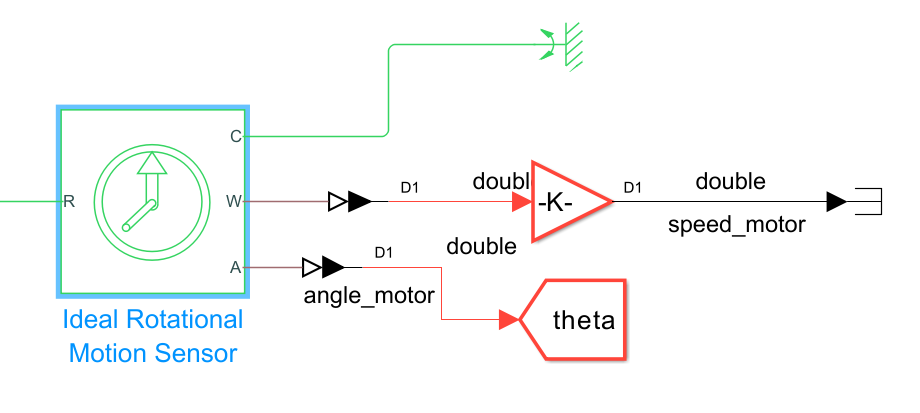 C
R
W
D1
doubl
-K-
D1
double
speed_motor
A
D1
double
angle_motor
theta
Ideal Rotational
Motion Sensor